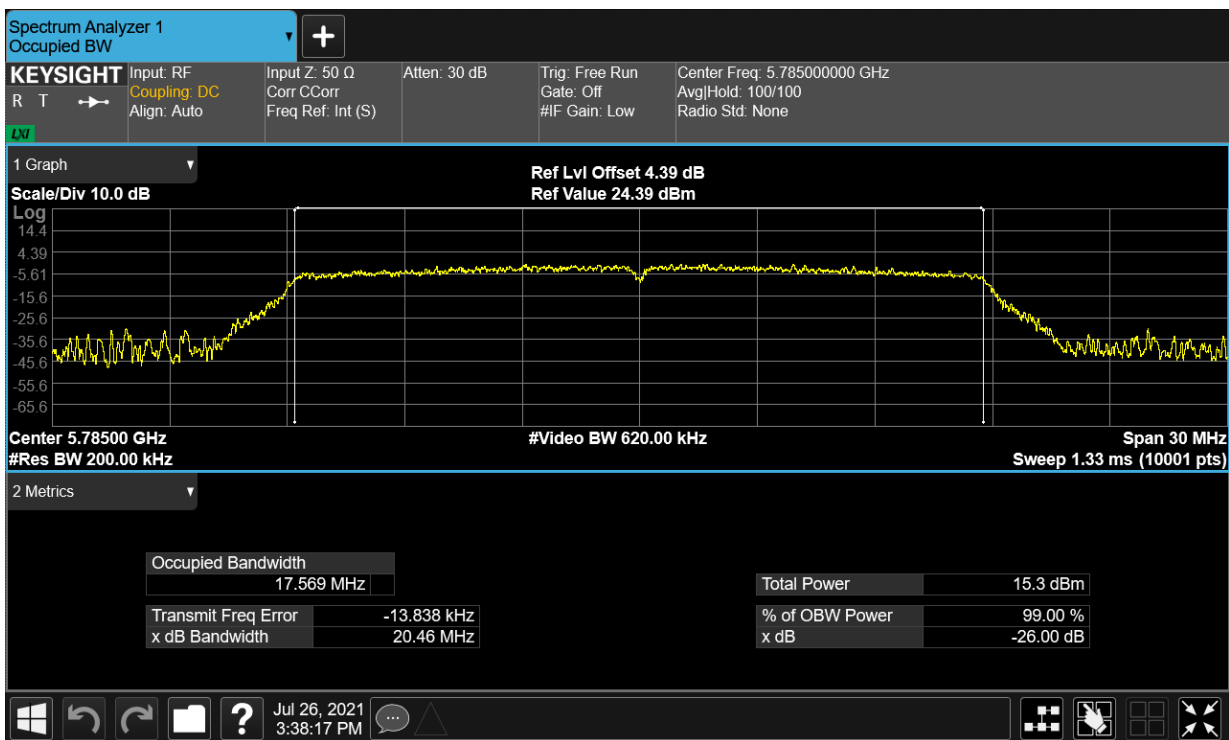 Spectrum Analyzer 1
Occupied BW
KEYSIGHT
R T
LXI
Input: RF
Coupling: DC
Align: Auto
Input Z: 50 Ω
Corr CCorr
Freq Ref: Int (S)
Atten: 30 dB
Trig: Free Run
Gate: Off
#IF Gain: Low
Center Freq: 5.785000000 GHz
Avg|Hold: 100/100
Radio Std: None
1 Graph
Scale/Div 10.0 dB
Ref Lvl Offset 4.39 dB
Ref Value 24.39 dBm
Log
14.4
4.39
-5.61
-15.6
-25.6
-35.6
-45.6
-55.6
-65.6
Center 5.78500 GHz
#Res BW 200.00 kHz
#Video BW 620.00 kHz
Span 30 MHz
Sweep 1.33 ms (10001 pts)
2 Metrics
Occupied Bandwidth
17.569 MHz
Transmit Freq Error -13.838 kHz
x dB Bandwidth 20.46 MHz
Total Power 15.3 dBm
% of OBW Power 99.00 %
x dB -26.00 dB
?
Jul 26, 2021
3:38:17 PM